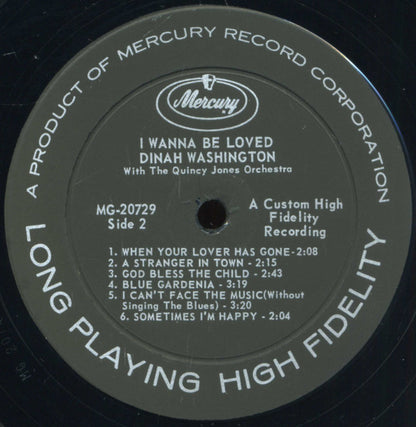 A PRODUCT OF MERCURY RECORD CORPORATION
Mercury
I WANNA BE LOVED
DINAH WASHINGTON
With The Quincy Jones Orchestra
MG-20729
Side 2
A Custom High
Fidelity
Recording
1. WHEN YOUR LOVER HAS GONE-2:08
2. A STRANGER IN TOWN - 2:15
3. GOD BLESS THE CHILD - 2:43
4. BLUE GARDENIA - 3:19
5. I CAN'T FACE THE MUSIC(Without
Singing The Blues) - 3:20
6. SOMETIMES I'M HAPPY - 2:04
LONG PLAYING HIGH FIDELITY